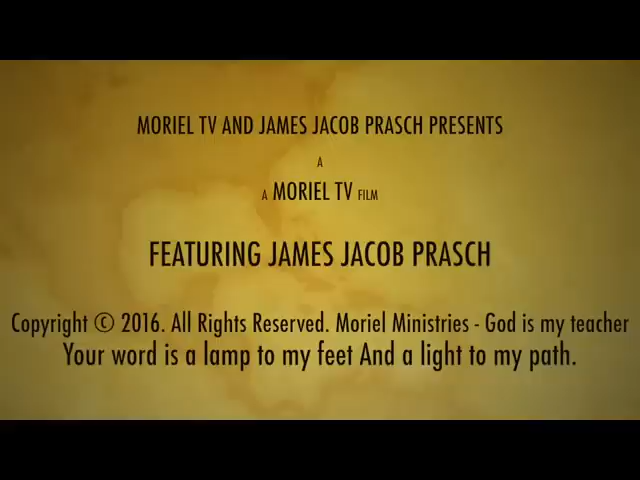 MORIEL TV AND JAMES JACOB PRASCH PRESENTS
A
A MORIEL TV FILM
FEATURING JAMES JACOB PRASCH
Copyright © 2016. All Rights Reserved. Moriel Ministries - God is my teacher
Your word is a lamp to my feet And a light to my path.